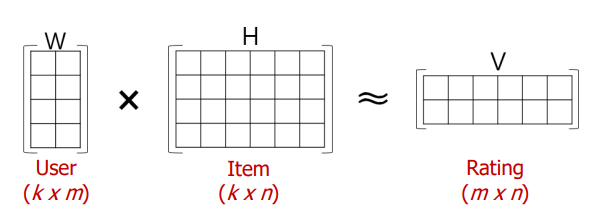 W
×
H
≈
V
User
(k x m)
Item
(k x n)
Rating
(m x n)